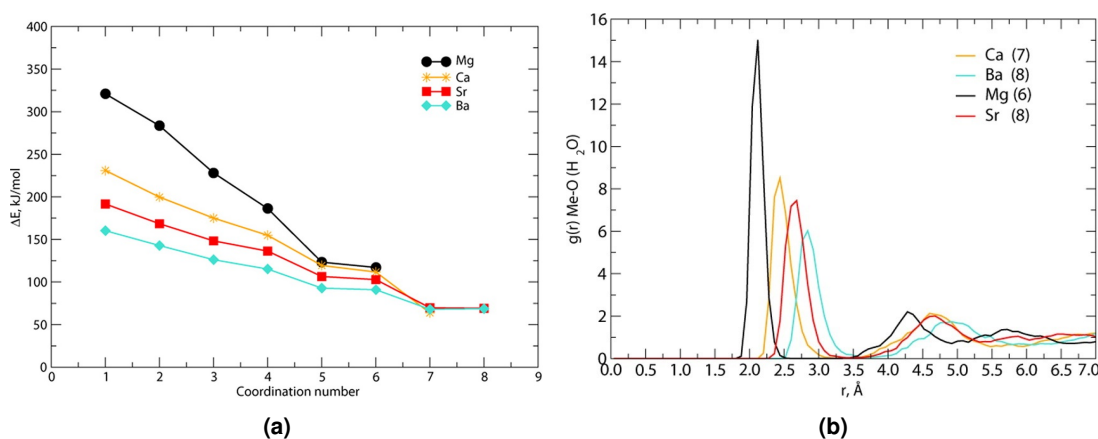 400
350
300
250
200
150
100
50
0
ΔE, kJ/mol
0 1 2 3 4 5 6 7 8 9
Coordination number
Mg
Ca
Sr
Ba
(a)
16
14
12
10
8
6
4
2
0
g(r) Me-O (H2O)
0.0 0.5 1.0 1.5 2.0 2.5 3.0 3.5 4.0 4.5 5.0 5.5 6.0 6.5 7.0
r, Å
Ca (7)
Ba (8)
Mg (6)
Sr (8)
(b)